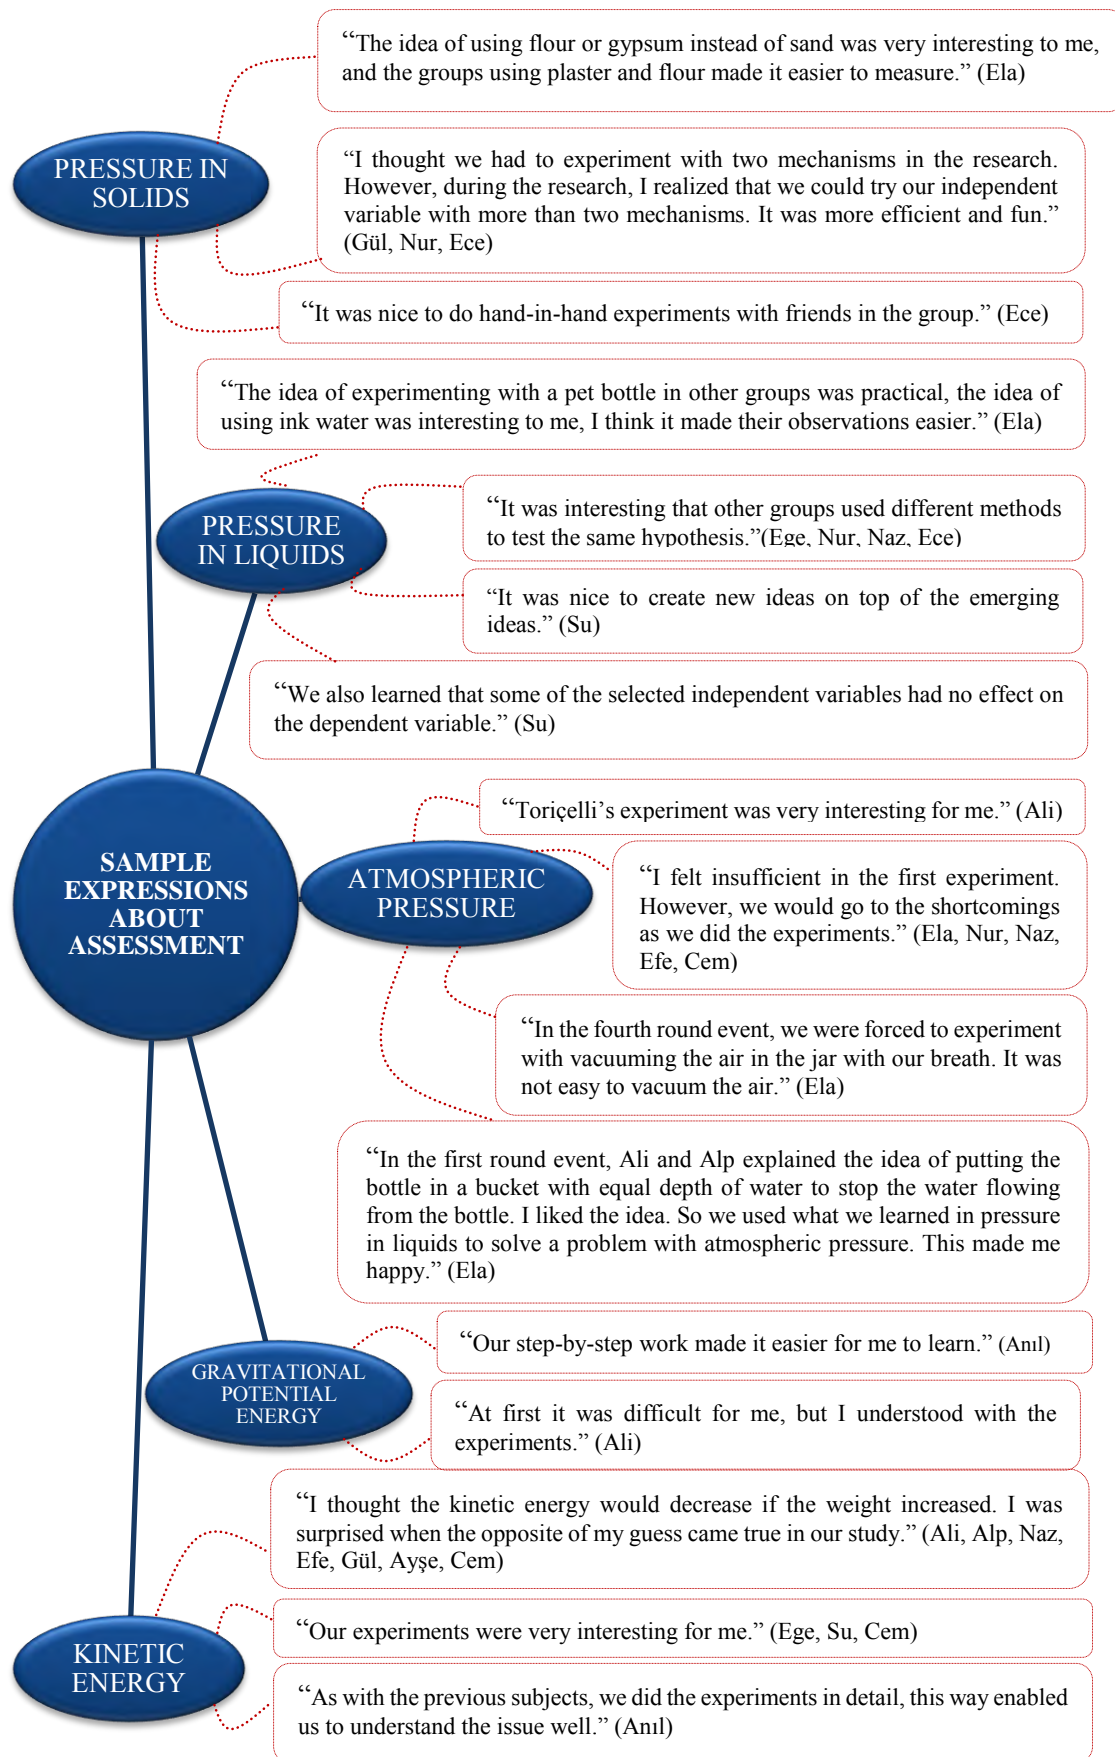 “The idea of using flour or gypsum instead of sand was very interesting to me,
and the groups using plaster and flour made it easier to measure.” (Ela)
PRESSURE IN
SOLIDS
“I thought we had to experiment with two mechanisms in the research.
However, during the research, I realized that we could try our independent
variable with more than two mechanisms. It was more efficient and fun.”
(Gül, Nur, Ece)
“It was nice to do hand-in-hand experiments with friends in the group.” (Ece)
“The idea of experimenting with a pet bottle in other groups was practical, the idea of
using ink water was interesting to me, I think it made their observations easier.” (Ela)
PRESSURE
IN LIQUIDS
“It was interesting that other groups used different methods
to test the same hypothesis.”(Ege, Nur, Naz, Ece)
“It was nice to create new ideas on top of the emerging
ideas.” (Su)
“We also learned that some of the selected independent variables had no effect on
the dependent variable.” (Su)
SAMPLE
EXPRESSIONS
ABOUT
ASSESSMENT
“Toriçelli’s experiment was very interesting for me.” (Ali)
ATMOSPHERIC
PRESSURE
“I felt insufficient in the first experiment.
However, we would go to the shortcomings
as we did the experiments.” (Ela, Nur, Naz,
Efe, Cem)
“In the fourth round event, we were forced to experiment
with vacuuming the air in the jar with our breath. It was
not easy to vacuum the air.” (Ela)
“In the first round event, Ali and Alp explained the idea of putting the
bottle in a bucket with equal depth of water to stop the water flowing
from the bottle. I liked the idea. So we used what we learned in pressure
in liquids to solve a problem with atmospheric pressure. This made me
happy.” (Ela)
GRAVITATIONAL
POTENTIAL
ENERGY
“Our step-by-step work made it easier for me to learn.” (Anıl)
“At first it was difficult for me, but I understood with the
experiments.” (Ali)
“I thought the kinetic energy would decrease if the weight increased. I was
surprised when the opposite of my guess came true in our study.” (Ali, Alp, Naz,
Efe, Gül, Ayşe, Cem)
KINETIC
ENERGY
“Our experiments were very interesting for me.” (Ege, Su, Cem)
“As with the previous subjects, we did the experiments in detail, this way enabled
us to understand the issue well.” (Anıl)